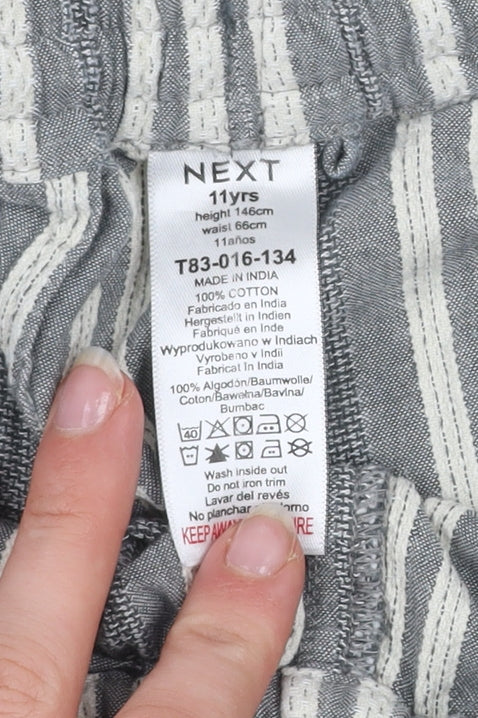 NEXT
11yrs
height 146cm
waist 66cm
11años
T83-016-134
MADE IN INDIA
100% COTTON
Fabricado en India
Hergestellt in Indien
Fabriqué en Inde
Wyprodukowano w Indiach
Vyrobeno v Indii
Fabricat în India
100% Algodón/Baumwolle/
Coton/Bawełna/Bavlna/
Bumbac
40
Wash inside out
Do not iron trim
Lavar del revés
No planchar
KEEP AWAY